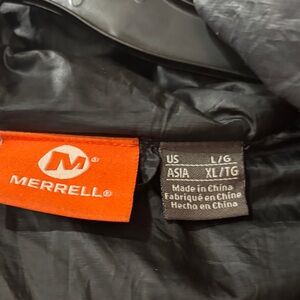 M®
MERRELL®
US L/G
ASIA XL/TG
Made in China
Fabriqué en Chine
Hecho en China